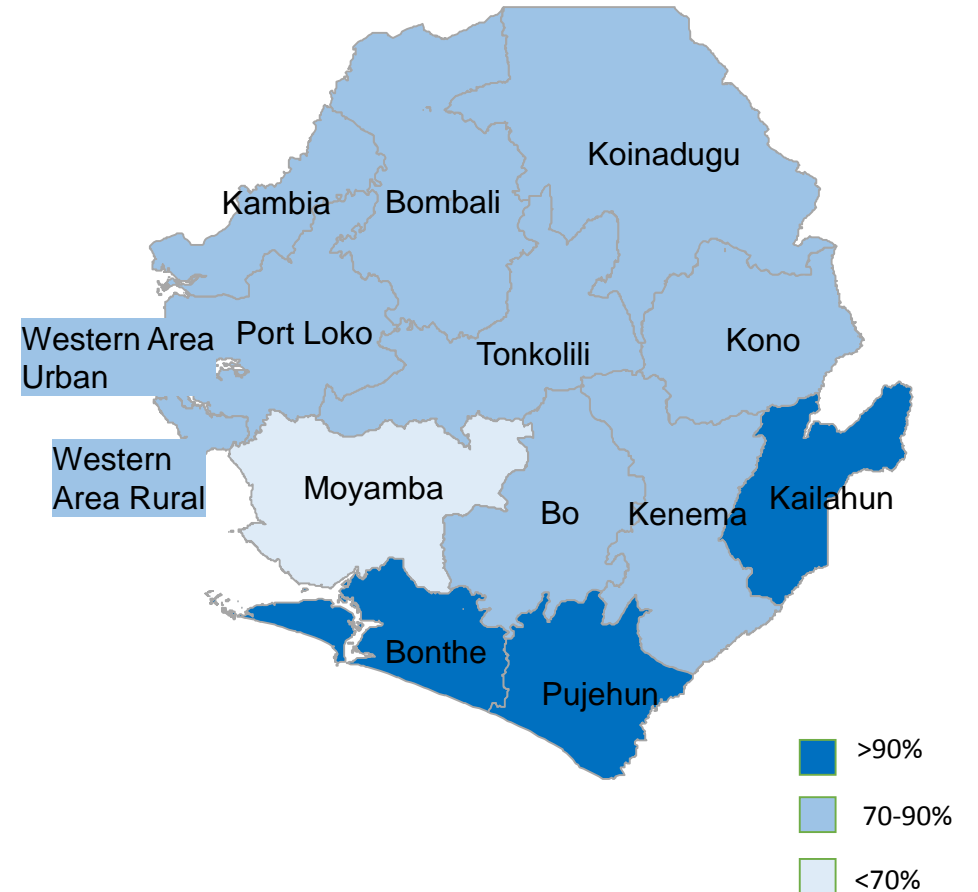 Koinadugu
Kambia
Bombali
Western Area
Urban
Port Loko
Tonkolili
Kono
Western
Area Rural
Moyamba
Bo
Kenema
Kailahun
Bonthe
Pujehun
>90%
70-90%
<70%